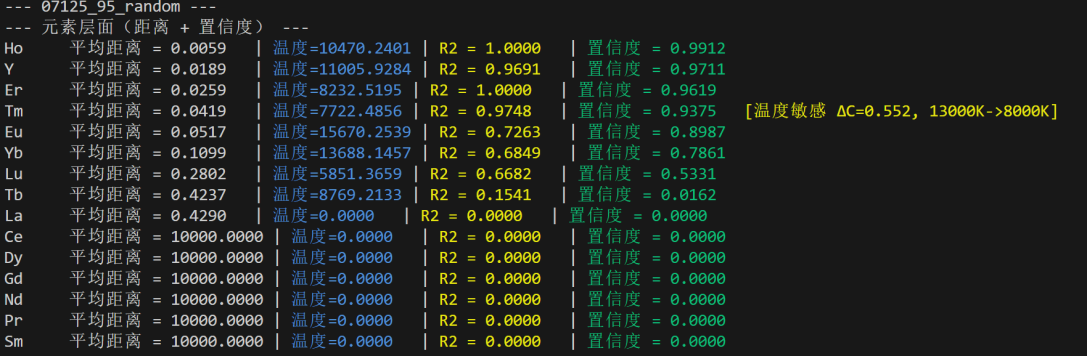 --- 07125_95_random ---
--- 元素层面（距离 + 置信度） ---
Ho 平均距离 = 0.0059 | 温度=10470.2401 | R2 = 1.0000 | 置信度 = 0.9912
Y 平均距离 = 0.0189 | 温度=11005.9284 | R2 = 0.9691 | 置信度 = 0.9711
Er 平均距离 = 0.0259 | 温度=8232.5195 | R2 = 1.0000 | 置信度 = 0.9619
Tm 平均距离 = 0.0419 | 温度=7722.4856 | R2 = 0.9748 | 置信度 = 0.9375 [温度敏感 ΔC=0.552, 13000K->8000K]
Eu 平均距离 = 0.0517 | 温度=15670.2539 | R2 = 0.7263 | 置信度 = 0.8987
Yb 平均距离 = 0.1099 | 温度=13688.1457 | R2 = 0.6849 | 置信度 = 0.7861
Lu 平均距离 = 0.2802 | 温度=5851.3659 | R2 = 0.6682 | 置信度 = 0.5331
Tb 平均距离 = 0.4237 | 温度=8769.2133 | R2 = 0.1541 | 置信度 = 0.0162
La 平均距离 = 0.4290 | 温度=0.0000 | R2 = 0.0000 | 置信度 = 0.0000
Ce 平均距离 = 10000.0000 | 温度=0.0000 | R2 = 0.0000 | 置信度 = 0.0000
Dy 平均距离 = 10000.0000 | 温度=0.0000 | R2 = 0.0000 | 置信度 = 0.0000
Gd 平均距离 = 10000.0000 | 温度=0.0000 | R2 = 0.0000 | 置信度 = 0.0000
Nd 平均距离 = 10000.0000 | 温度=0.0000 | R2 = 0.0000 | 置信度 = 0.0000
Pr 平均距离 = 10000.0000 | 温度=0.0000 | R2 = 0.0000 | 置信度 = 0.0000
Sm 平均距离 = 10000.0000 | 温度=0.0000 | R2 = 0.0000 | 置信度 = 0.0000